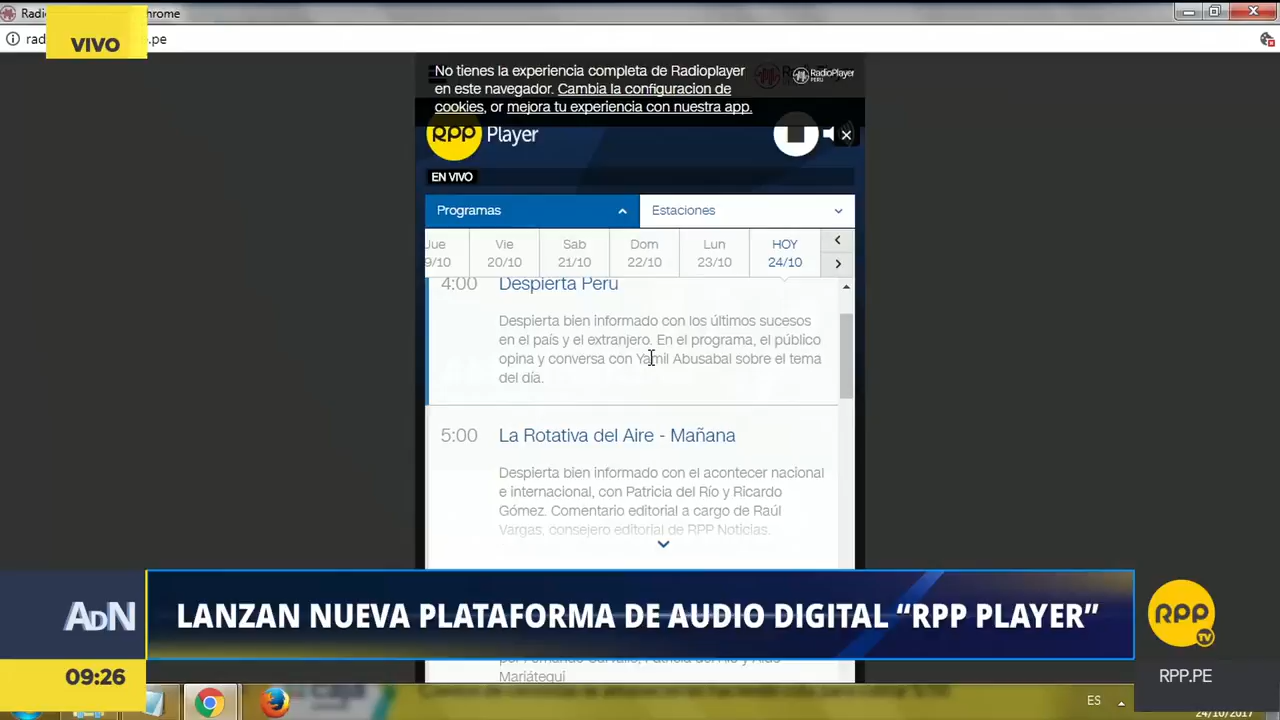 VIVO
No tienes la experiencia completa de Radioplayer
en este navegador. Cambia la configuracion de
cookies, or mejora tu experiencia con nuestra app.
RadioPlayer
PERU
RPP Player
EN VIVO
Programas
Estaciones
Jue Vie Sab Dom Lun HOY
9/10 20/10 21/10 22/10 23/10 24/10
4:00 Despierta Peru
Despierta bien informado con los últimos sucesos
en el país y el extranjero. En el programa, el público
opina y conversa con Yamil Abusabal sobre el tema
del día.
5:00 La Rotativa del Aire - Mañana
Despierta bien informado con el acontecer nacional
e internacional, con Patricia del Río y Ricardo
Gómez. Comentario editorial a cargo de Raúl
Vargas, consejero editorial de RPP Noticias.
ADN
LANZAN NUEVA PLATAFORMA DE AUDIO DIGITAL “RPP PLAYER”
RPP
TV
09:26
RPP.PE
Mariátegui
ES
24/10/2017